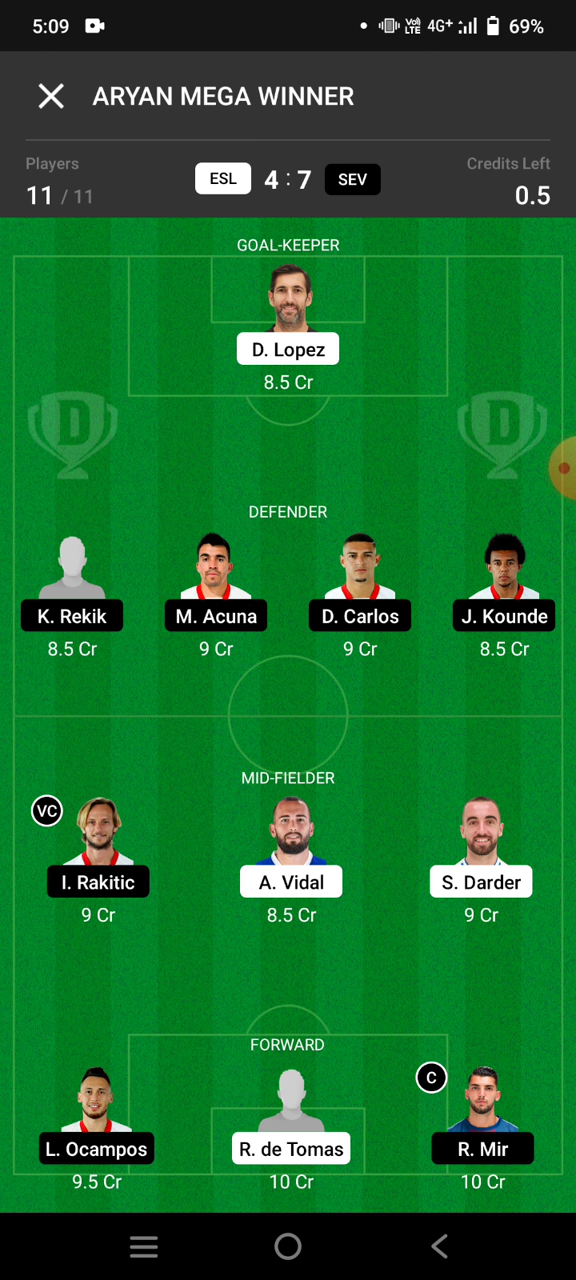 5:09 Vo) LTE 4G+ 69%
ARYAN MEGA WINNER
Players Credits Left
11 / 11 ESL 4 : 7 SEV 0.5
GOAL-KEEPER
D. Lopez
8.5 Cr
D D
DEFENDER
K. Rekik M. Acuna D. Carlos J. Kounde
8.5 Cr 9 Cr 9 Cr 8.5 Cr
MID-FIELDER
VC
I. Rakitic A. Vidal S. Darder
9 Cr 8.5 Cr 9 Cr
FORWARD
C
L. Ocampos R. de Tomas R. Mir
9.5 Cr 10 Cr 10 Cr